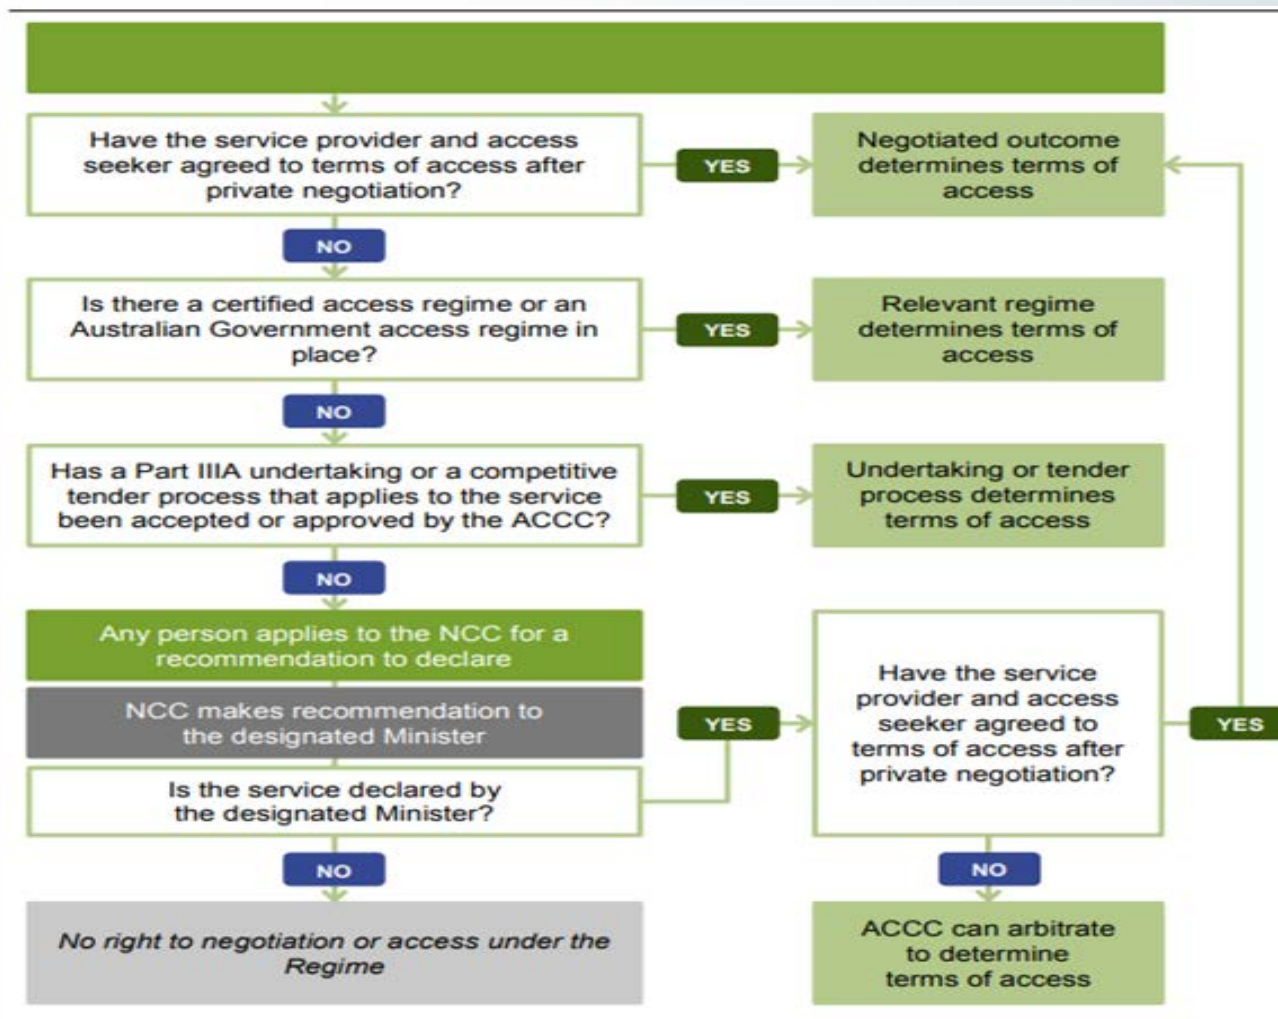 Have the service provider and access
seeker agreed to terms of access after
private negotiation?
YES
Negotiated outcome
determines terms of
access
NO
Is there a certified access regime or an
Australian Government access regime in
place?
YES
Relevant regime
determines terms of
access
NO
Has a Part IIIA undertaking or a competitive
tender process that applies to the service
been accepted or approved by the ACCC?
YES
Undertaking or tender
process determines
terms of access
NO
Any person applies to the NCC for a
recommendation to declare
NCC makes recommendation to
the designated Minister
Is the service declared by
the designated Minister?
YES
Have the service
provider and access
seeker agreed to
terms of access after
private negotiation?
YES
NO
No right to negotiation or access under the
Regime
NO
ACCC can arbitrate
to determine
terms of access